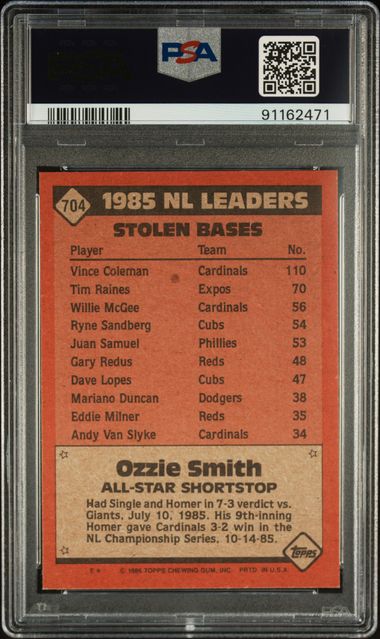 PSA
91162471
704 1985 NL LEADERS
STOLEN BASES
Player Team No.
Vince Coleman Cardinals 110
Tim Raines Expos 70
Willie McGee Cardinals 56
Ryne Sandberg Cubs 54
Juan Samuel Phillies 53
Gary Redus Reds 48
Dave Lopes Cubs 47
Mariano Duncan Dodgers 38
Eddie Milner Reds 35
Andy Van Slyke Cardinals 34
Ozzie Smith
ALL-STAR SHORTSTOP
Had Single and Homer in 7-3 verdict vs.
Giants, July 10, 1985. His 9th-inning
Homer gave Cardinals 3-2 win in the
NL Championship Series, 10-14-85.
Topps
E* © 1986 TOPPS CHEWING GUM, INC. PRTD. IN U.S.A.
PSA